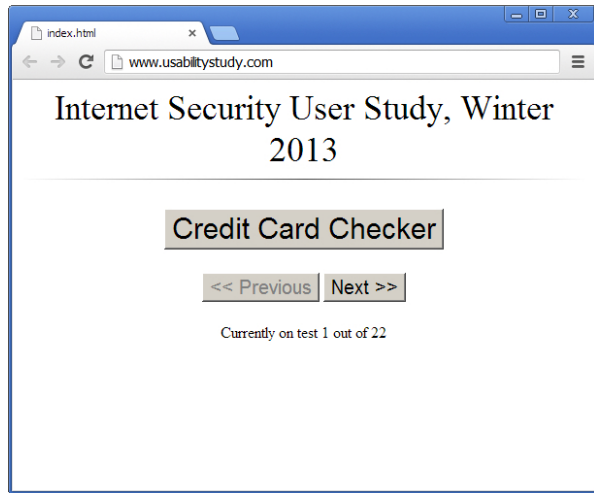 index.html
www.usabilitystudy.com
Internet Security User Study, Winter
2013
Credit Card Checker
<< Previous Next >>
Currently on test 1 out of 22